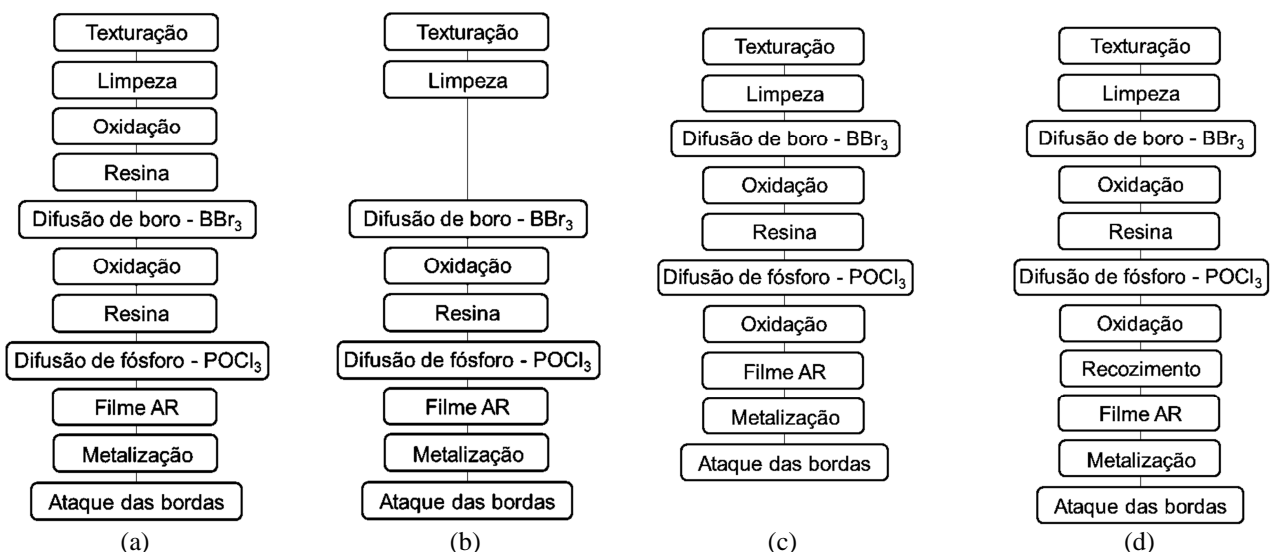 Texturação
Limpeza
Oxidação
Resina
Difusão de boro - BBr₃
Oxidação
Resina
Difusão de fósforo - POCl₃
Filme AR
Metalização
Ataque das bordas
(a)
Texturação
Limpeza
Difusão de boro - BBr₃
Oxidação
Resina
Difusão de fósforo - POCl₃
Filme AR
Metalização
Ataque das bordas
(b)
Texturação
Limpeza
Difusão de boro - BBr₃
Oxidação
Resina
Difusão de fósforo - POCl₃
Oxidação
Filme AR
Metalização
Ataque das bordas
(c)
Texturação
Limpeza
Difusão de boro - BBr₃
Oxidação
Resina
Difusão de fósforo - POCl₃
Oxidação
Recozimento
Filme AR
Metalização
Ataque das bordas
(d)